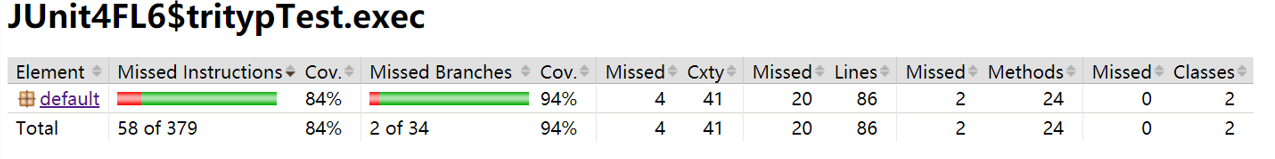 JUnit4FL6$tritypTest.exec
Element Missed Instructions Cov. Missed Branches Cov. Missed Cxty Missed Lines Missed Methods Missed Classes
default 84% 94% 4 41 20 86 2 24 0 2
Total 58 of 379 84% 2 of 34 94% 4 41 20 86 2 24 0 2